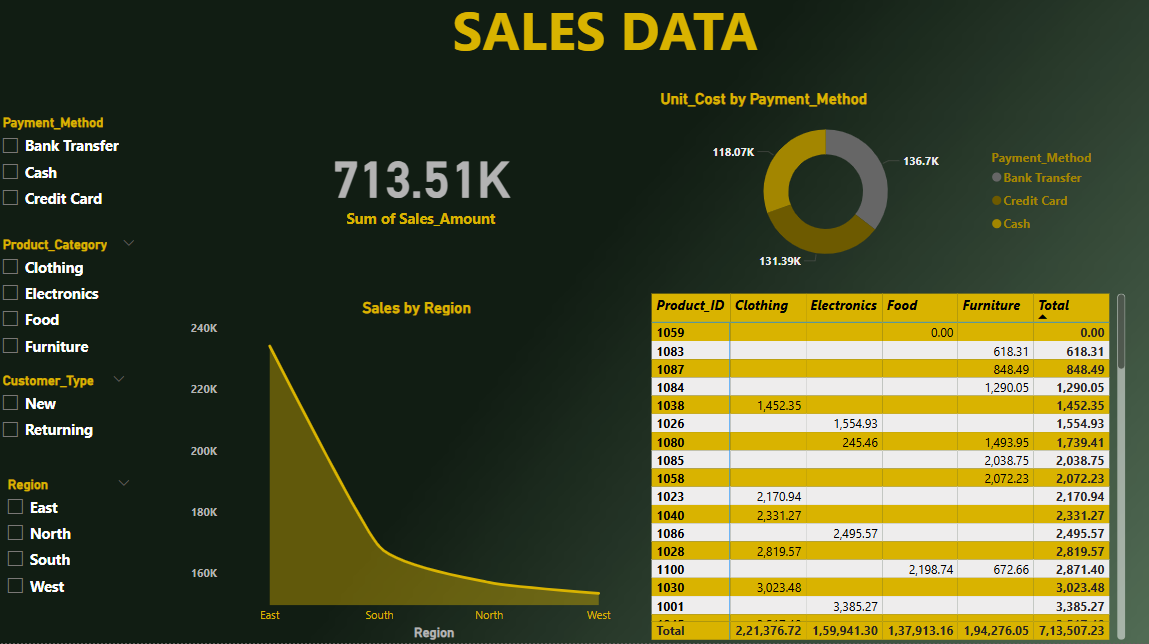 SALES DATA
Payment_Method
Bank Transfer
Cash
Credit Card
Product_Category
Clothing
Electronics
Food
Furniture
Customer_Type
New
Returning
Region
East
North
South
West
713.51K
Sum of Sales_Amount
Unit_Cost by Payment_Method
118.07K
136.7K
131.39K
Payment_Method
Bank Transfer
Credit Card
Cash
Sales by Region
240K
220K
200K
180K
160K
East South North West
Region
Product_ID Clothing Electronics Food Furniture Total
1059 0.00 0.00
1083 618.31 618.31
1087 848.49 848.49
1084 1,290.05 1,290.05
1038 1,452.35 1,452.35
1026 1,554.93 1,554.93
1080 245.46 1,493.95 1,739.41
1085 2,038.75 2,038.75
1058 2,072.23 2,072.23
1023 2,170.94 2,170.94
1040 2,331.27 2,331.27
1086 2,495.57 2,495.57
1028 2,819.57 2,819.57
1100 2,198.74 672.66 2,871.40
1030 3,023.48 3,023.48
1001 3,385.27 3,385.27
Total 2,21,376.72 1,59,941.30 1,37,913.16 1,94,276.05 7,13,507.23